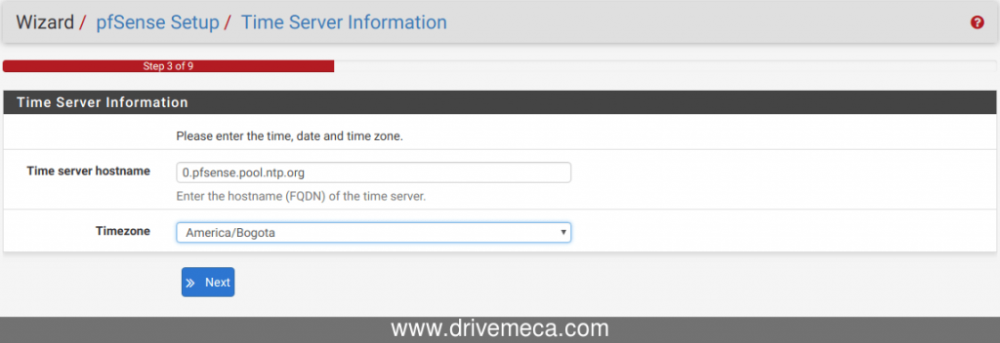 Wizard / pfSense Setup / Time Server Information
?
Step 3 of 9
Time Server Information
Please enter the time, date and time zone.
Time server hostname
0.pfsense.pool.ntp.org
Enter the hostname (FQDN) of the time server.
Timezone
America/Bogota
Next
www.drivemeca.com